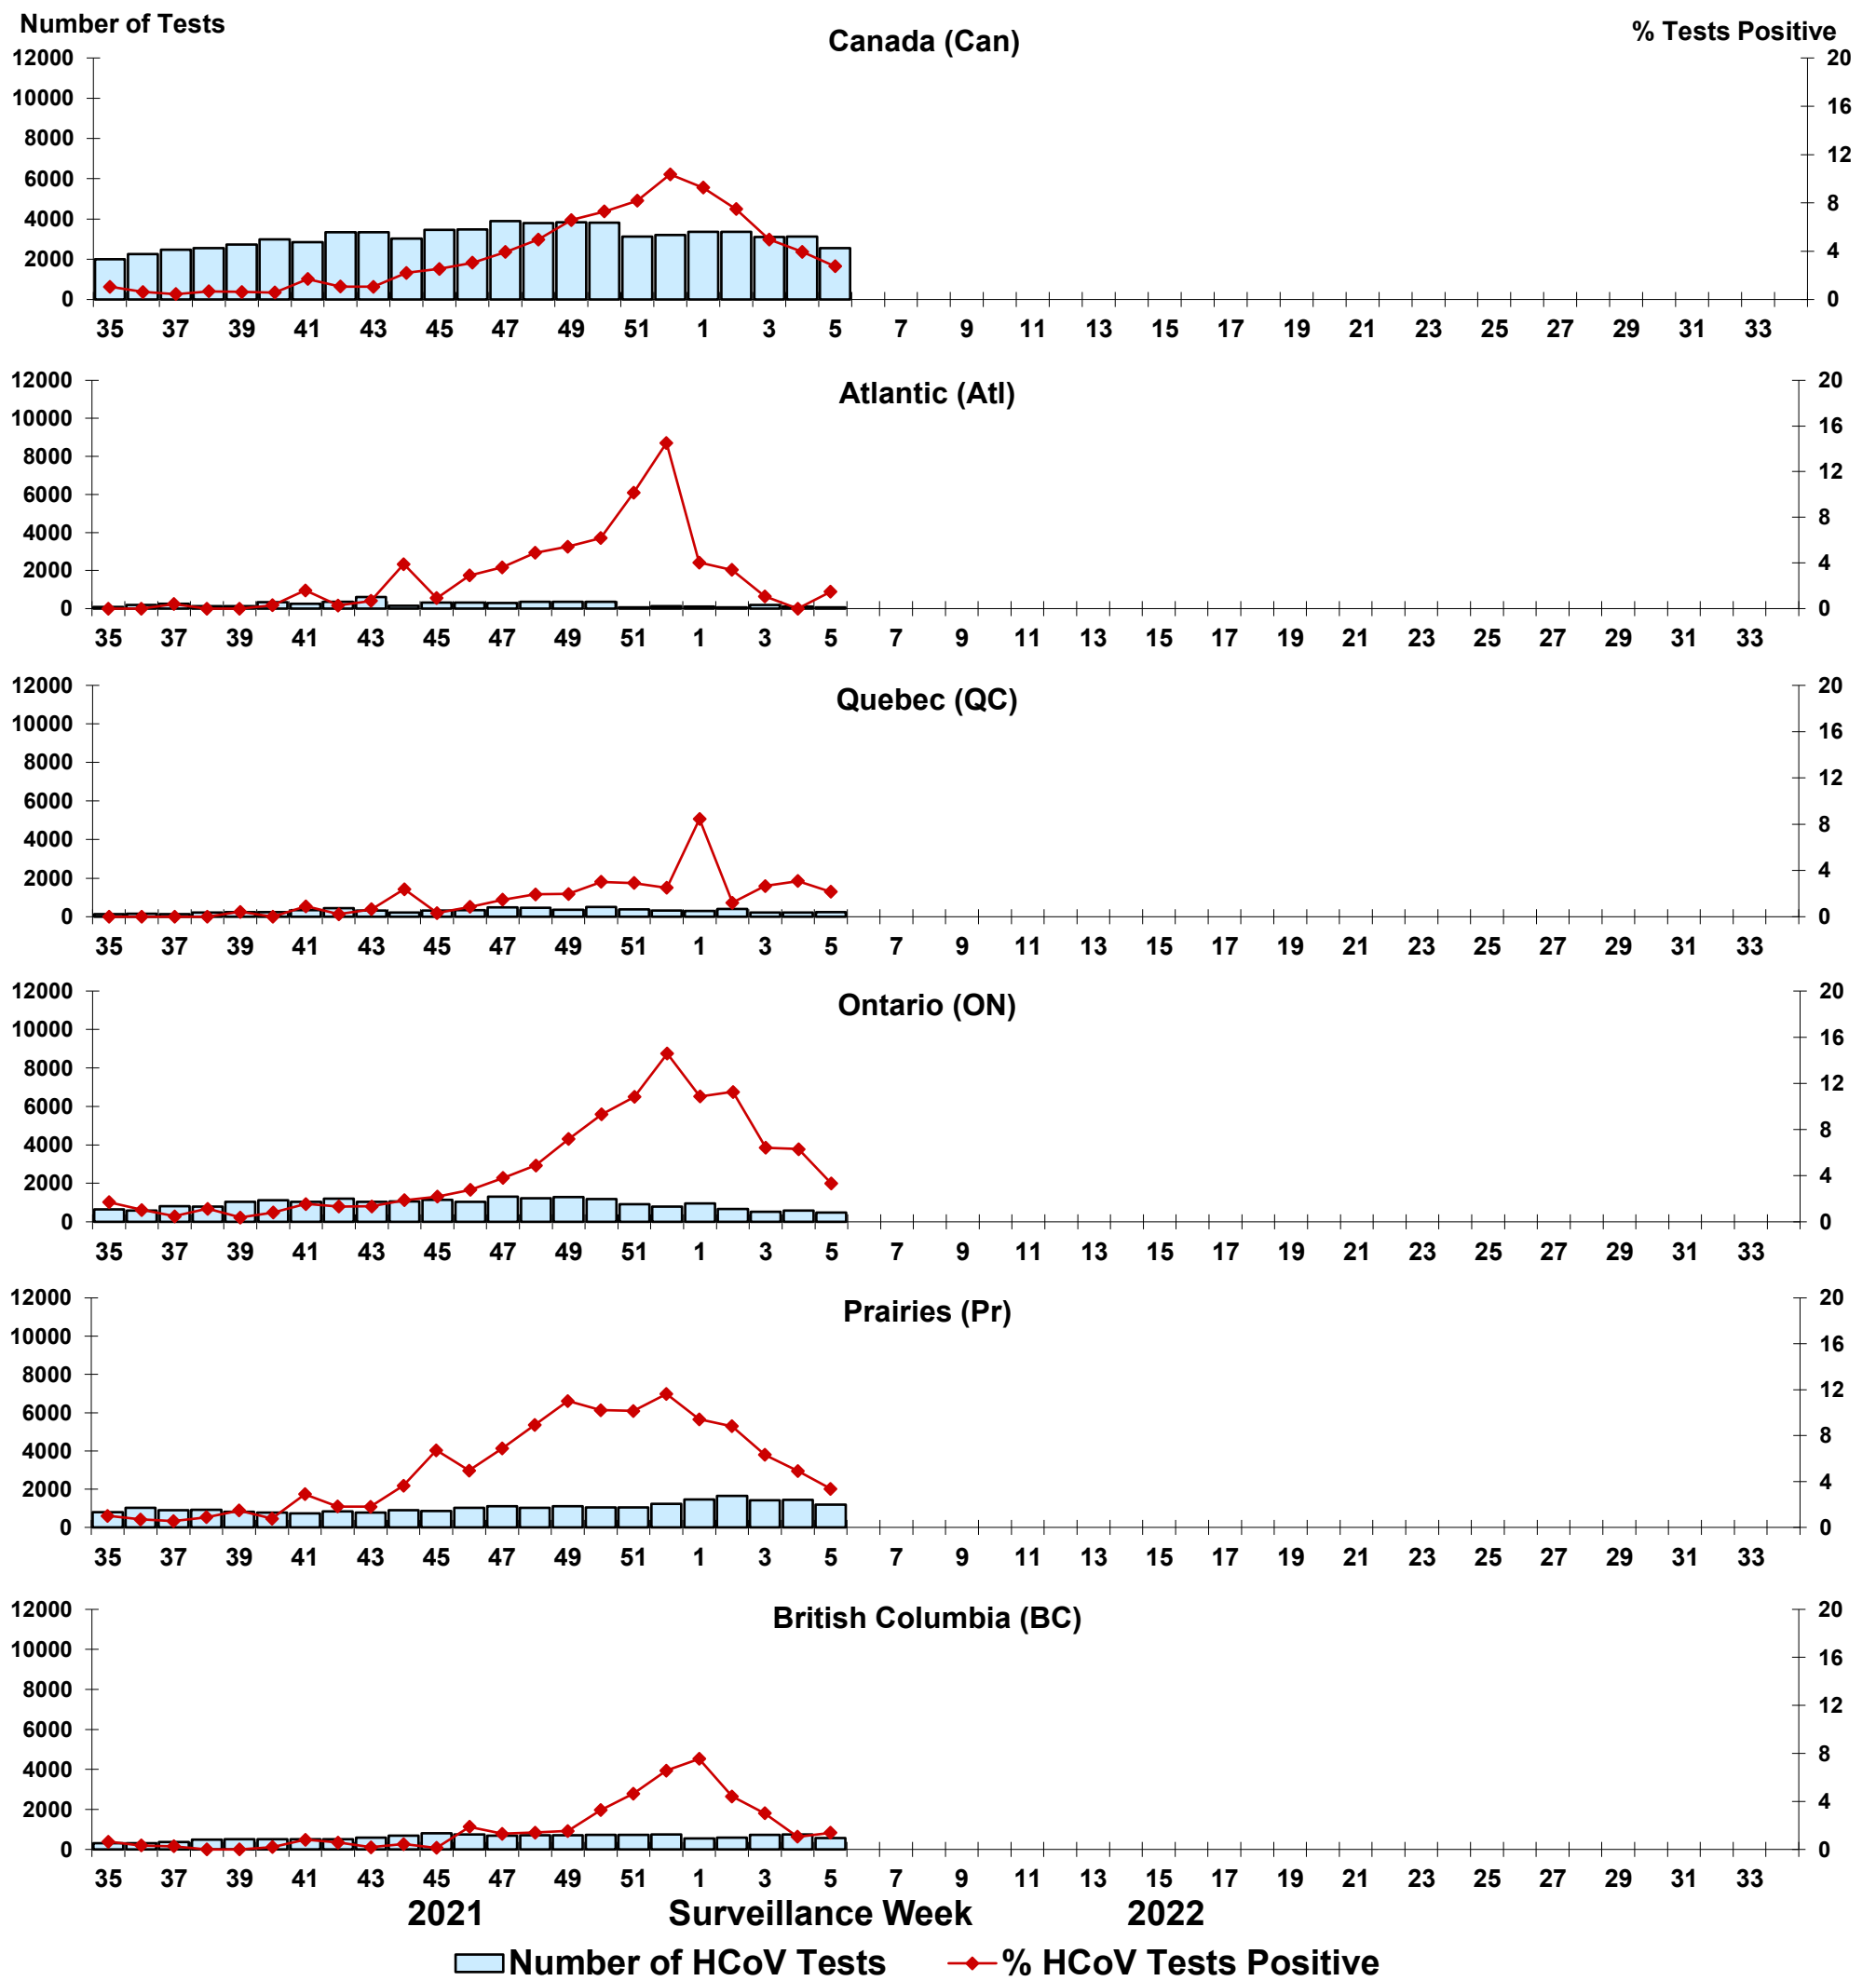 Number of Tests
Canada (Can)
% Tests Positive
12000 20
10000 16
8000 12
6000 8
4000 4
2000 0
0
35 37 39 41 43 45 47 49 51 1 3 5 7 9 11 13 15 17 19 21 23 25 27 29 31 33
Atlantic (Atl)
12000 20
10000 16
8000 12
6000 8
4000 4
2000 0
0
35 37 39 41 43 45 47 49 51 1 3 5 7 9 11 13 15 17 19 21 23 25 27 29 31 33
Quebec (QC)
12000 20
10000 16
8000 12
6000 8
4000 4
2000 0
0
35 37 39 41 43 45 47 49 51 1 3 5 7 9 11 13 15 17 19 21 23 25 27 29 31 33
Ontario (ON)
12000 20
10000 16
8000 12
6000 8
4000 4
2000 0
0
35 37 39 41 43 45 47 49 51 1 3 5 7 9 11 13 15 17 19 21 23 25 27 29 31 33
Prairies (Pr)
12000 20
10000 16
8000 12
6000 8
4000 4
2000 0
0
35 37 39 41 43 45 47 49 51 1 3 5 7 9 11 13 15 17 19 21 23 25 27 29 31 33
British Columbia (BC)
12000 20
10000 16
8000 12
6000 8
4000 4
2000 0
0
35 37 39 41 43 45 47 49 51 1 3 5 7 9 11 13 15 17 19 21 23 25 27 29 31 33
2021 Surveillance Week 2022
Number of HCoV Tests % HCoV Tests Positive